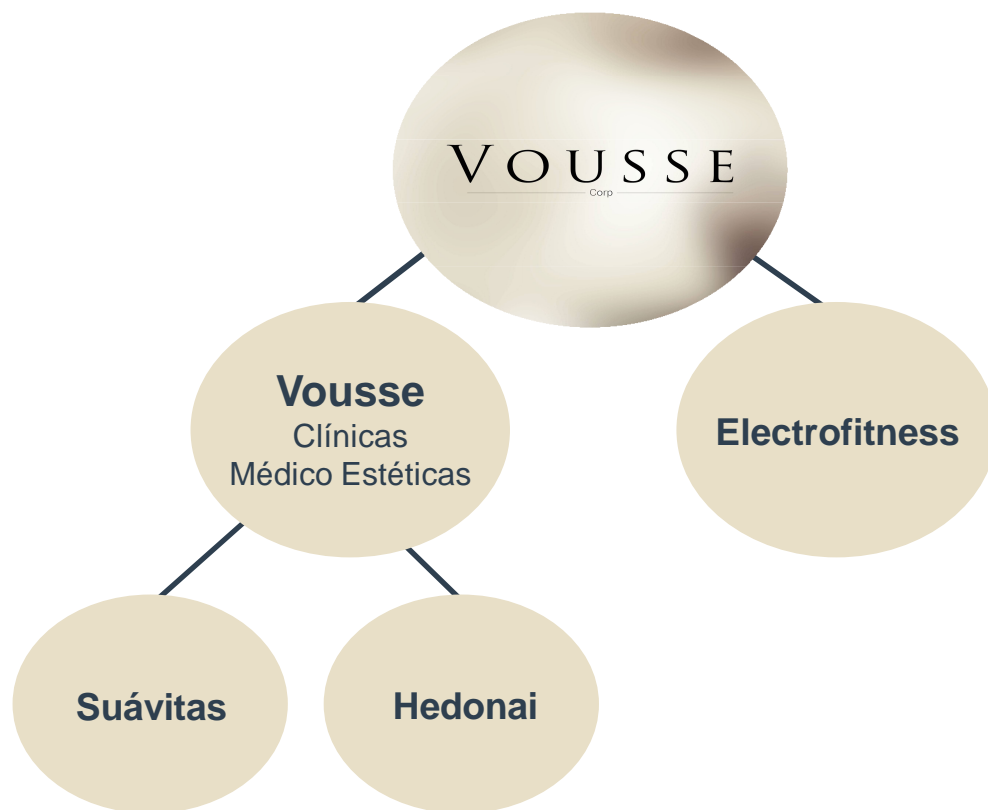 VOUSSE
Corp
Vousse
Clínicas
Médico Estéticas
Electrofitness
Suávitas
Hedonai